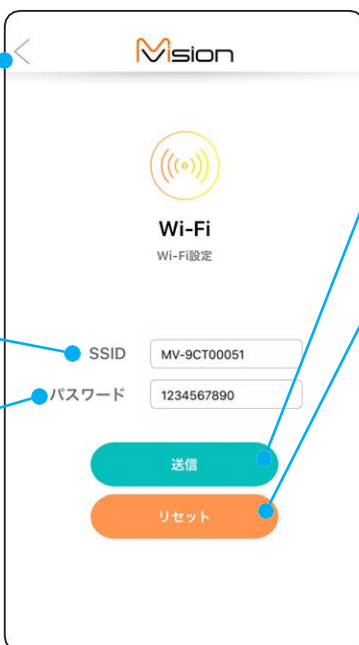 Mvsion
Wi-Fi
Wi-Fi設定
SSID MV-9CT00051
パスワード 1234567890
送信
リセット